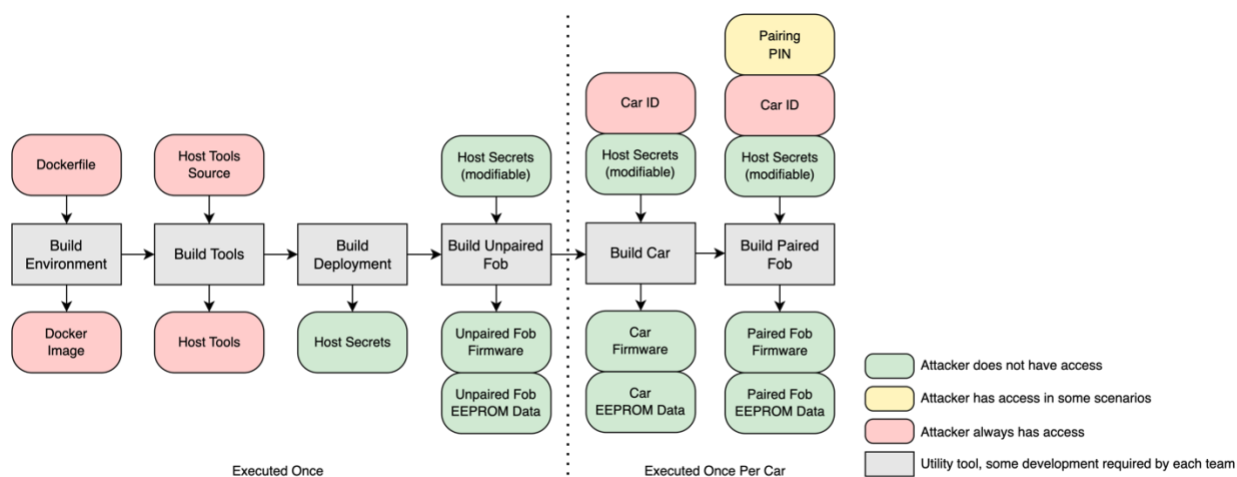 Pairing
PIN
Car ID
Car ID
Dockerfile
Host Tools
Source
Host Secrets
(modifiable)
Host Secrets
(modifiable)
Host Secrets
(modifiable)
Build
Environment
Build Tools
Build
Deployment
Build Unpaired
Fob
Build Car
Build Paired
Fob
Docker
Image
Host Tools
Host Secrets
Unpaired Fob
Firmware
Car
Firmware
Paired Fob
Firmware
Unpaired Fob
EEPROM Data
Car
EEPROM Data
Paired Fob
EEPROM Data
Attacker does not have access
Attacker has access in some scenarios
Attacker always has access
Utility tool, some development required by each team
Executed Once
Executed Once Per Car